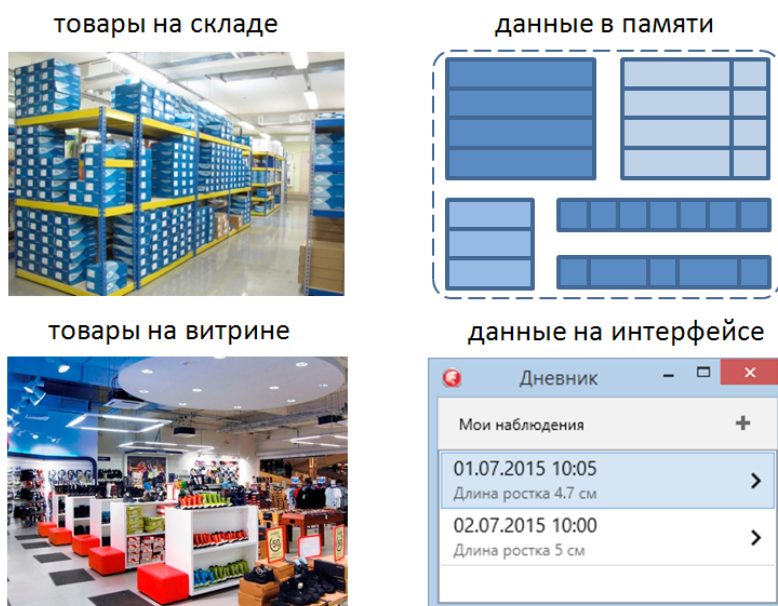 товары на складе
данные в памяти
товары на витрине
данные на интерфейсе
Дневник
Мои наблюдения
01.07.2015 10:05
Длина ростка 4.7 см
02.07.2015 10:00
Длина ростка 5 см